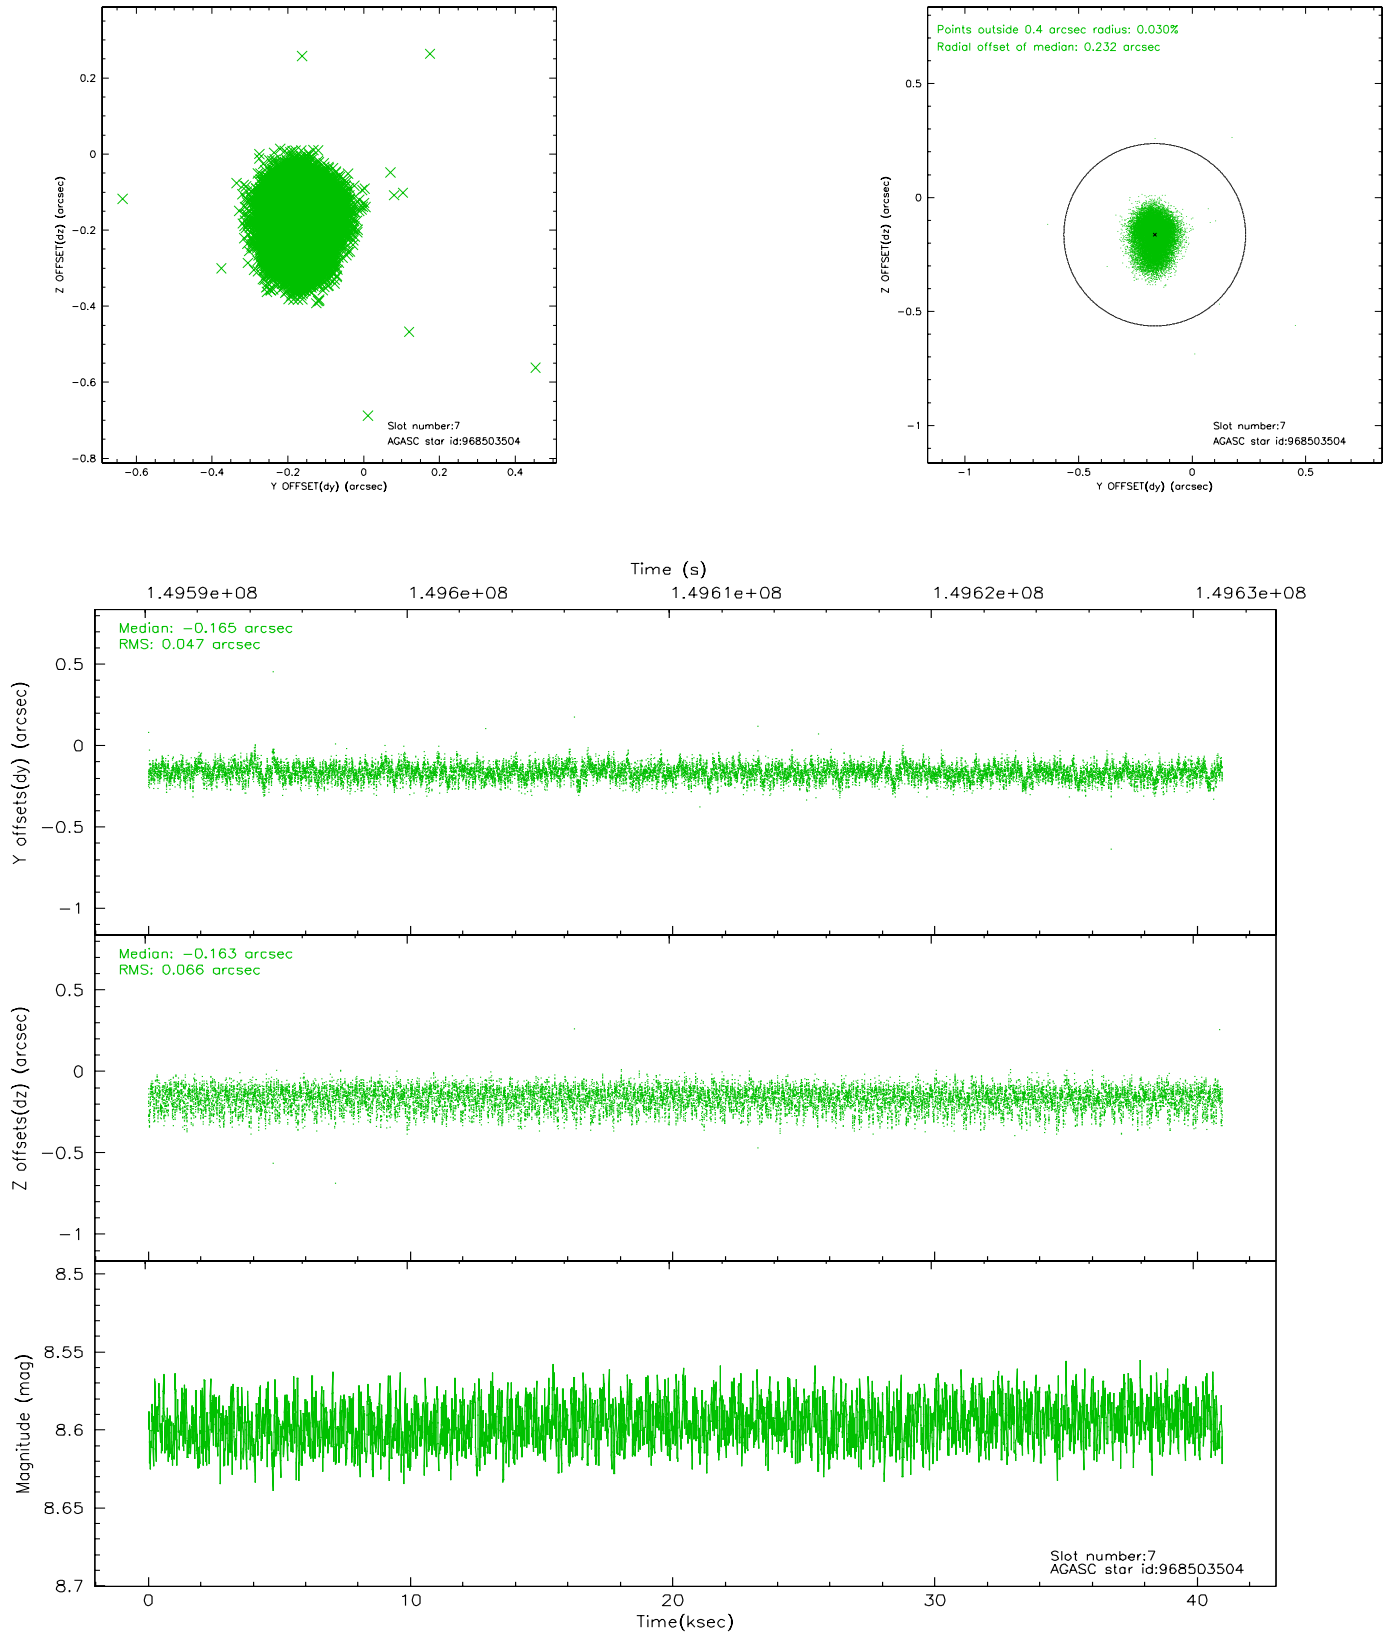 0.2
0
−0.2
−0.4
−0.6
−0.8
Z OFFSET(dz) (arcsec)
−0.6 −0.4 −0.2 0 0.2 0.4
Y OFFSET(dy) (arcsec)
Slot number:7
AGASC star id:968503504
Points outside 0.4 arcsec radius: 0.030%
Radial offset of median: 0.232 arcsec
0.5
0
−0.5
−1
Z OFFSET(dz) (arcsec)
−1 −0.5 0 0.5
Y OFFSET(dy) (arcsec)
Slot number:7
AGASC star id:968503504
Time (s)
1.4959e+08 1.496e+08 1.4961e+08 1.4962e+08 1.4963e+08
Median: −0.165 arcsec
RMS: 0.047 arcsec
0.5
0
−0.5
−1
Y offsets(dy) (arcsec)
Median: −0.163 arcsec
RMS: 0.066 arcsec
0.5
0
−0.5
−1
Z offsets(dz) (arcsec)
8.5
8.55
8.6
8.65
8.7
Magnitude (mag)
Slot number:7
AGASC star id:968503504
0 10 20 30 40
Time(ksec)